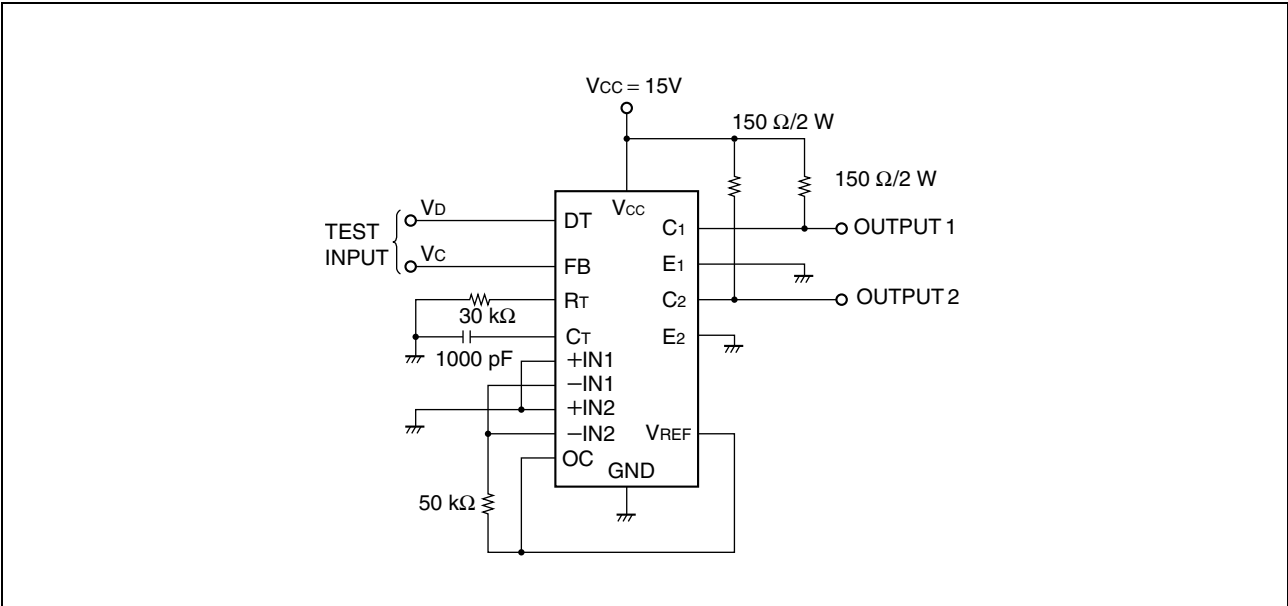 VCC = 15V
150 Ω/2 W
150 Ω/2 W
TEST
INPUT
VD
VC
DT
FB
RT
30 kΩ
CT
1000 pF
+IN1
−IN1
+IN2
−IN2
OC
50 kΩ
VCC
GND
C1
E1
C2
E2
VREF
OUTPUT 1
OUTPUT 2